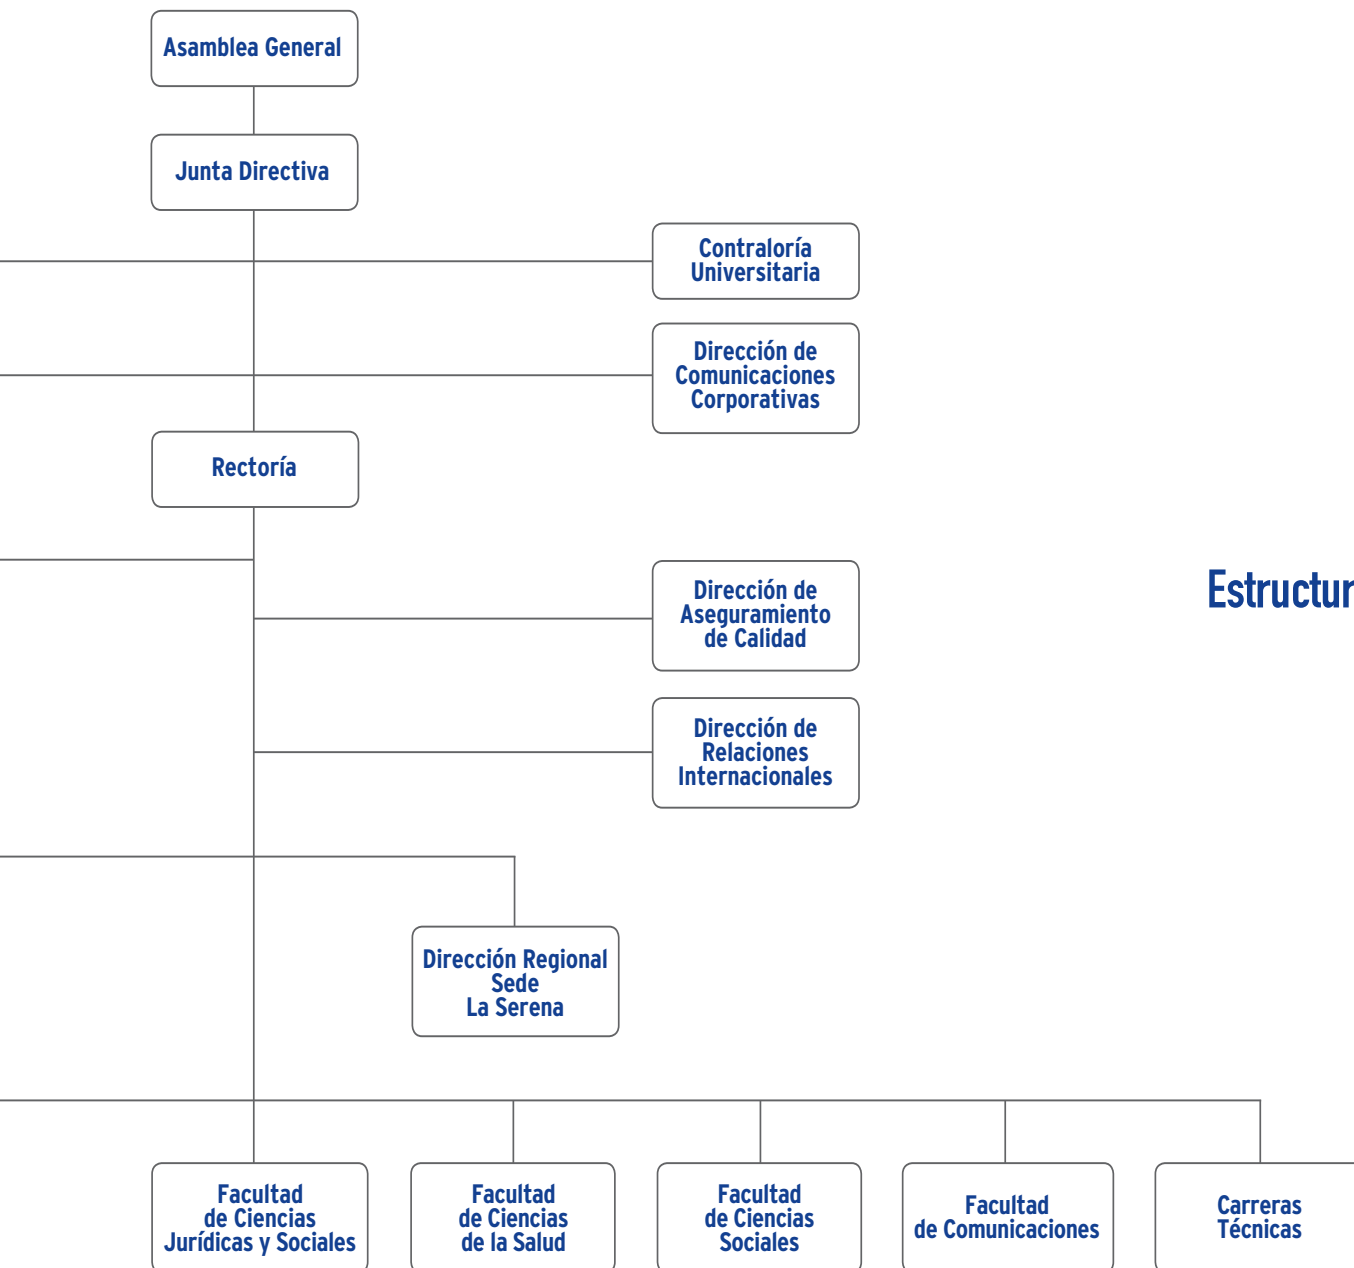 Asamblea General
Junta Directiva
Contraloría
Universitaria
Dirección de
Comunicaciones
Corporativas
Rectoría
Dirección de
Aseguramiento
de Calidad
Estructur
Dirección de
Relaciones
Internacionales
Dirección Regional
Sede
La Serena
Facultad
de Ciencias
Jurídicas y Sociales
Facultad
de Ciencias
de la Salud
Facultad
de Ciencias
Sociales
Facultad
de Comunicaciones
Carreras
Técnicas